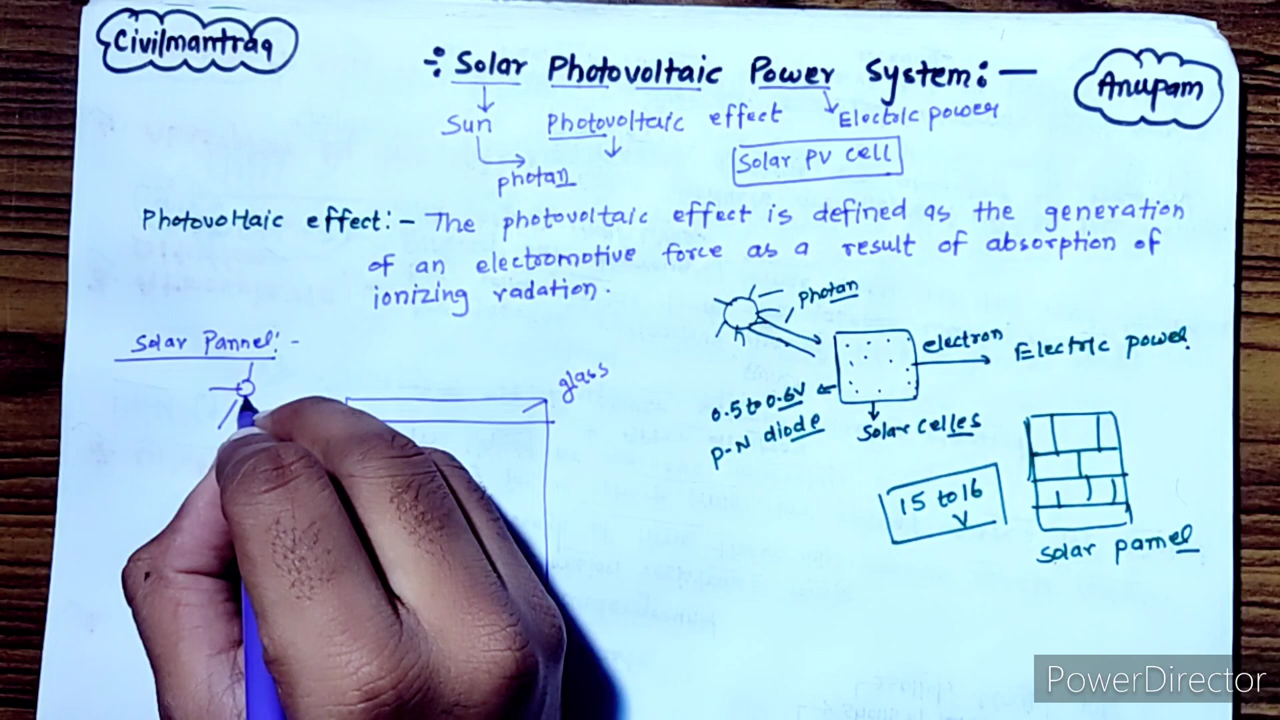 Civilmantraa
÷ Solar Photovoltaic Power System:—
Anupam
Sun
Photovoltaic effect
Electric power
photan
Solar PV cell
Photovoltaic effect:- The photovoltaic effect is defined as the generation
of an electromotive force as a result of absorption of
ionizing radation.
photan
Solar Pannel:-
electron
Electric power.
glass
0.5 to 0.6V
P-N diode
Solar celles
15 to 16
V
Solar pannel
PowerDirector